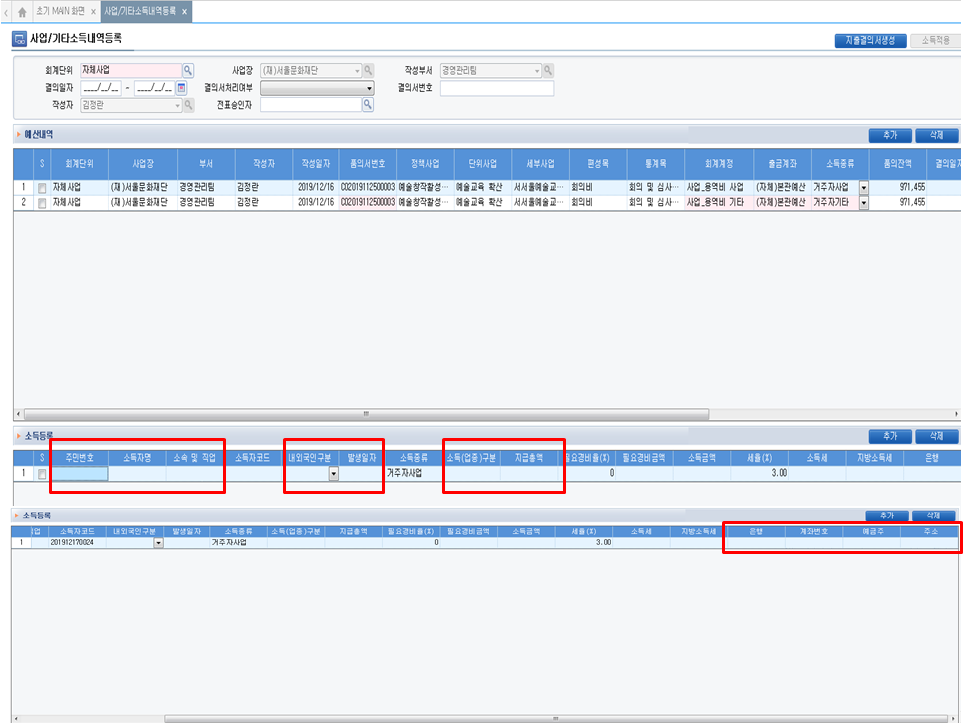 초기 MAIN 화면 × 사업/기타소득내역등록 ×
사업/기타소득내역등록 지출결의서생성 소득적용
회계단위 자체사업 사업장 (재)서울문화재단 작성부서 경영관리팀
결의일자 ____/__/__ - ____/__/__ 결의서처리여부 결의서번호
작성자 김정란 전표승인자
예산내역 추가 삭제
S 회계단위 사업장 부서 작성자 작성일자 품의서번호 정책사업 단위사업 세부사업 편성목 통계목 회계계정 출금계좌 소득종류 품의잔액 결의일자
1 자체사업 (재)서울문화재단 경영관리팀 김정란 2019/12/16 C02019112500003 예술창작활성… 예술교육 확산 서서울예술교… 회의비 회의 및 심사… 사업_용역비 사업 (자체)본관예산 거주자사업 971,455
2 자체사업 (재)서울문화재단 경영관리팀 김정란 2019/12/16 C02019112500003 예술창작활성… 예술교육 확산 서서울예술교… 회의비 회의 및 심사… 사업_용역비 기타 (자체)본관예산 거주자기타 971,455
소득등록 추가 삭제
S 주민번호 소득자명 소속 및 직업 소득자코드 내외국인구분 발생일자 소득종류 소득(업종)구분 지급총액 필요경비율(%) 필요경비금액 소득금액 세율(%) 소득세 지방소득세 은행
1 거주자사업 0 3.00
소득등록 추가 삭제
직업 소득자코드 내외국인구분 발생일자 소득종류 소득(업종)구분 지급총액 필요경비율(%) 필요경비금액 소득금액 세율(%) 소득세 지방소득세 은행 계좌번호 예금주 주소
1 201912170024 거주자사업 0 3.00